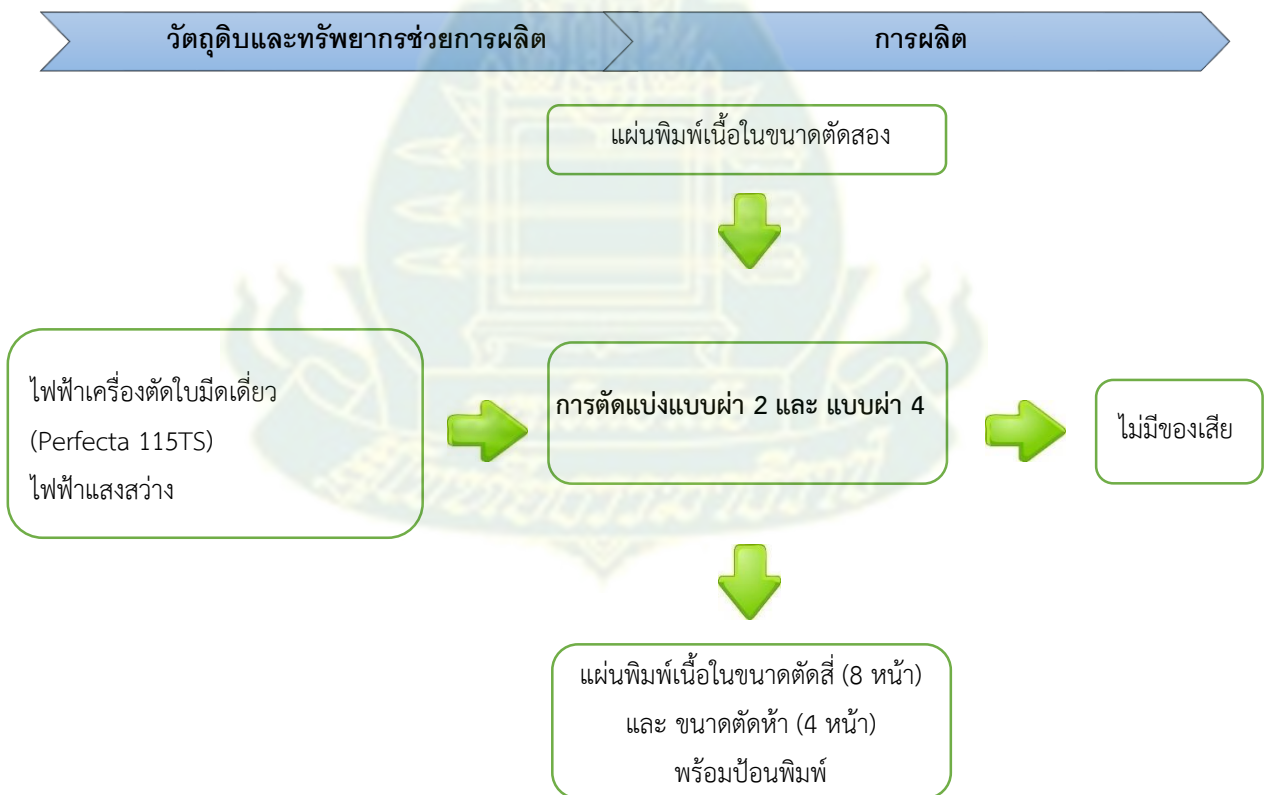 วัตถุดิบและทรัพยากรช่วยการผลิต
การผลิต
แผ่นพิมพ์เนื้อในขนาดตัดสอง
ไฟฟ้าเครื่องตัดใบมีดเดี่ยว
(Perfecta 115TS)
ไฟฟ้าแสงสว่าง
การตัดแบ่งแบบผ่า 2 และ แบบผ่า 4
ไม่มีของเสีย
แผ่นพิมพ์เนื้อในขนาดตัดสี่ (8 หน้า)
และ ขนาดตัดห้า (4 หน้า)
พร้อมป้อนพิมพ์